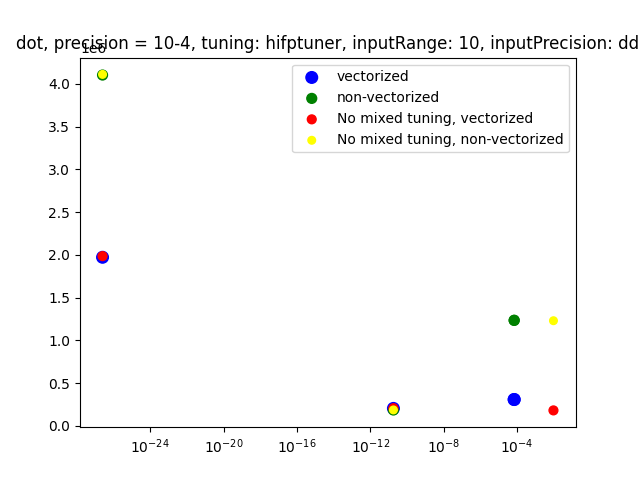 dot, precision = 10-4, tuning: hifptuner, inputRange: 10, inputPrecision: dd
1e6
vectorized
non-vectorized
No mixed tuning, vectorized
No mixed tuning, non-vectorized
4.0
3.5
3.0
2.5
2.0
1.5
1.0
0.5
0.0
10⁻²⁴ 10⁻²⁰ 10⁻¹⁶ 10⁻¹² 10⁻⁸ 10⁻⁴